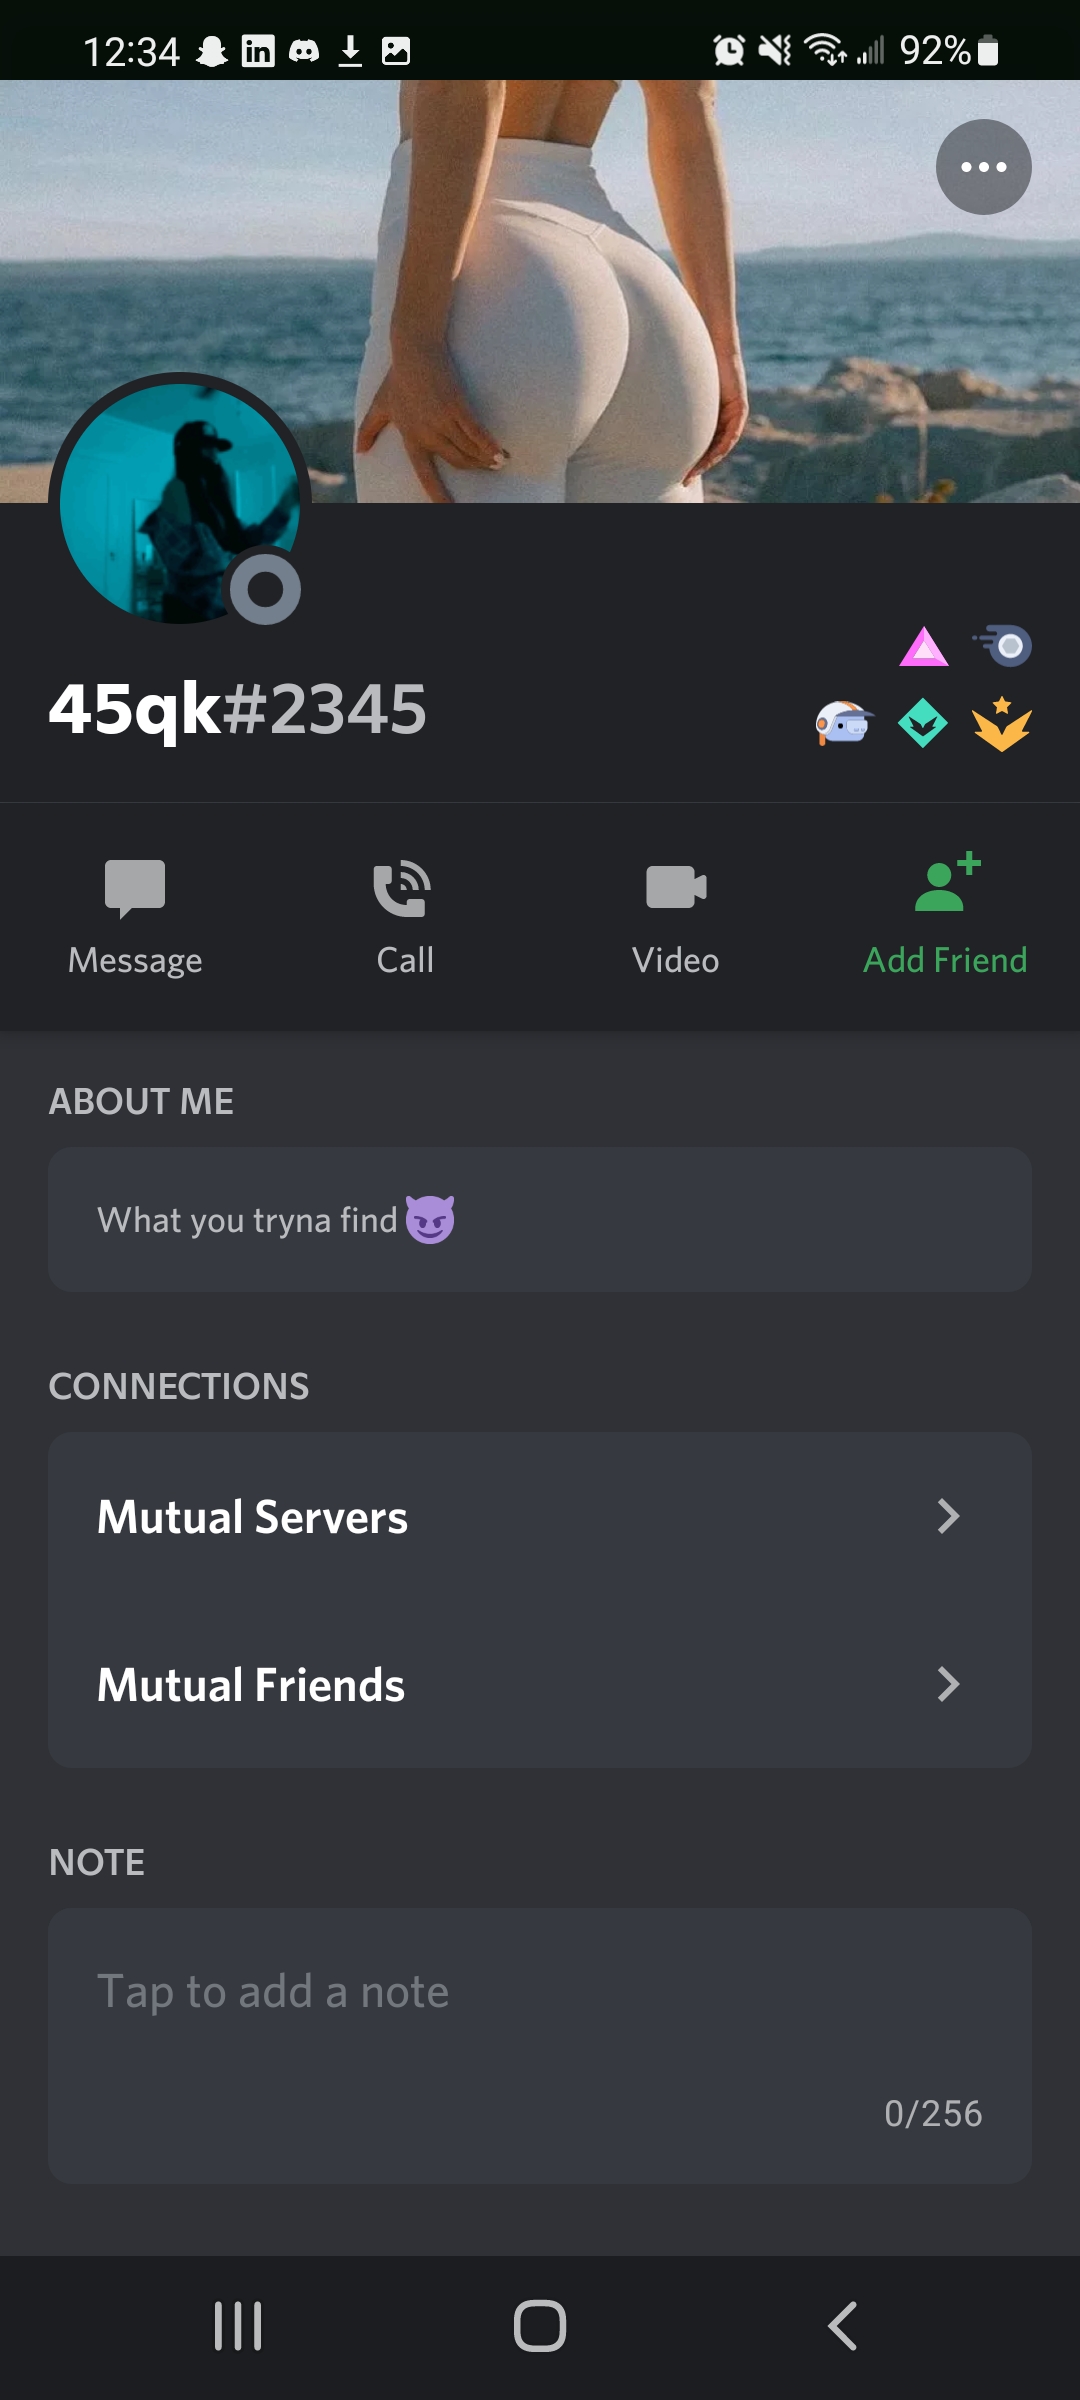 12:34 92%
45qk#2345
Message Call Video Add Friend
ABOUT ME
What you tryna find😈
CONNECTIONS
Mutual Servers
Mutual Friends
NOTE
Tap to add a note
0/256